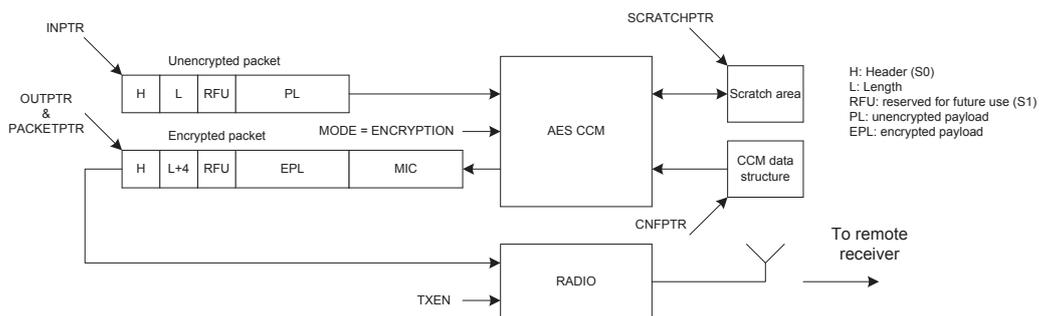 SCRATCHPTR
INPTR
Unencrypted packet
H: Header (S0)
L: Length
RFU: reserved for future use (S1)
PL: unencrypted payload
EPL: encrypted payload
H L RFU PL
AES CCM
Scratch area
OUTPTR
&
PACKETPTR
MODE = ENCRYPTION
Encrypted packet
H L+4 RFU EPL MIC
CCM data
structure
CNFPTR
To remote
receiver
RADIO
TXEN